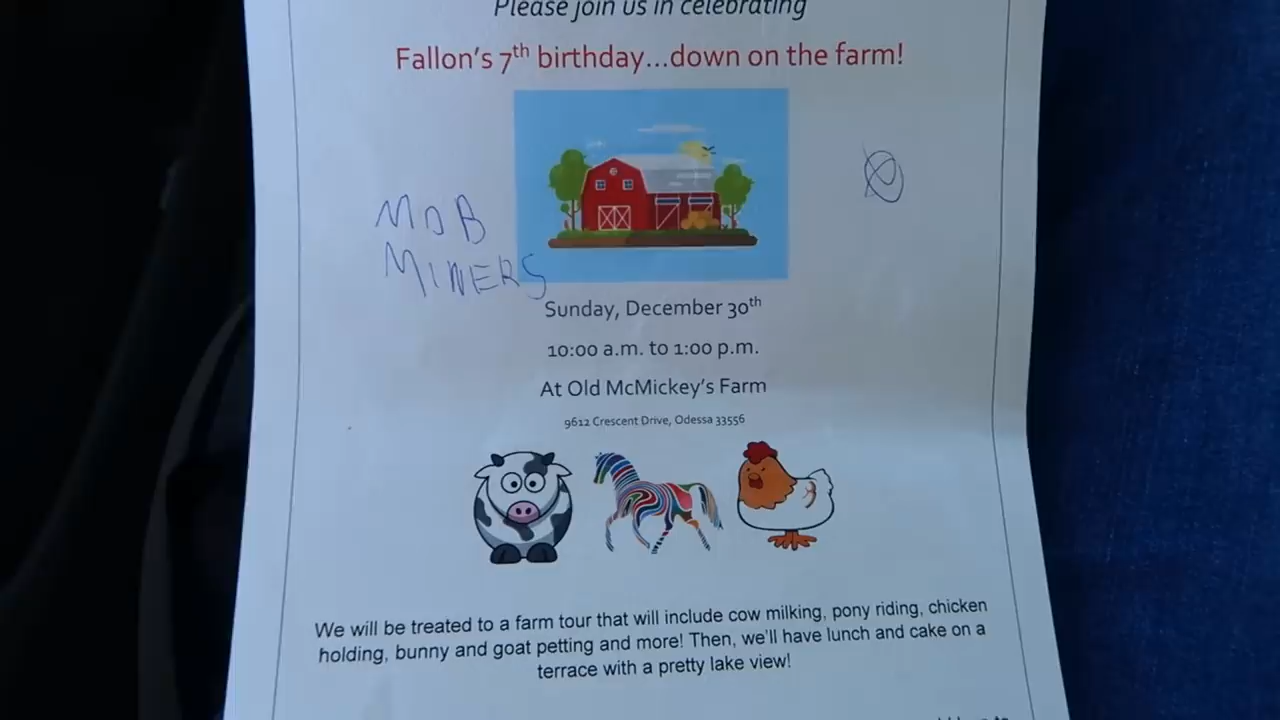 Please join us in celebrating
Fallon's 7th birthday...down on the farm!
MOB
MINERS
Sunday, December 30th
10:00 a.m. to 1:00 p.m.
At Old McMickey's Farm
9612 Crescent Drive, Odessa 33556
We will be treated to a farm tour that will include cow milking, pony riding, chicken
holding, bunny and goat petting and more! Then, we'll have lunch and cake on a
terrace with a pretty lake view!